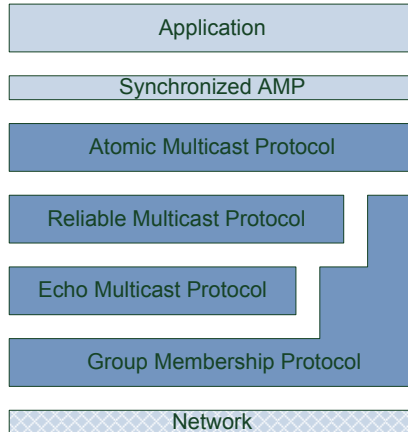 Application
Synchronized AMP
Atomic Multicast Protocol
Reliable Multicast Protocol
Echo Multicast Protocol
Group Membership Protocol
Network